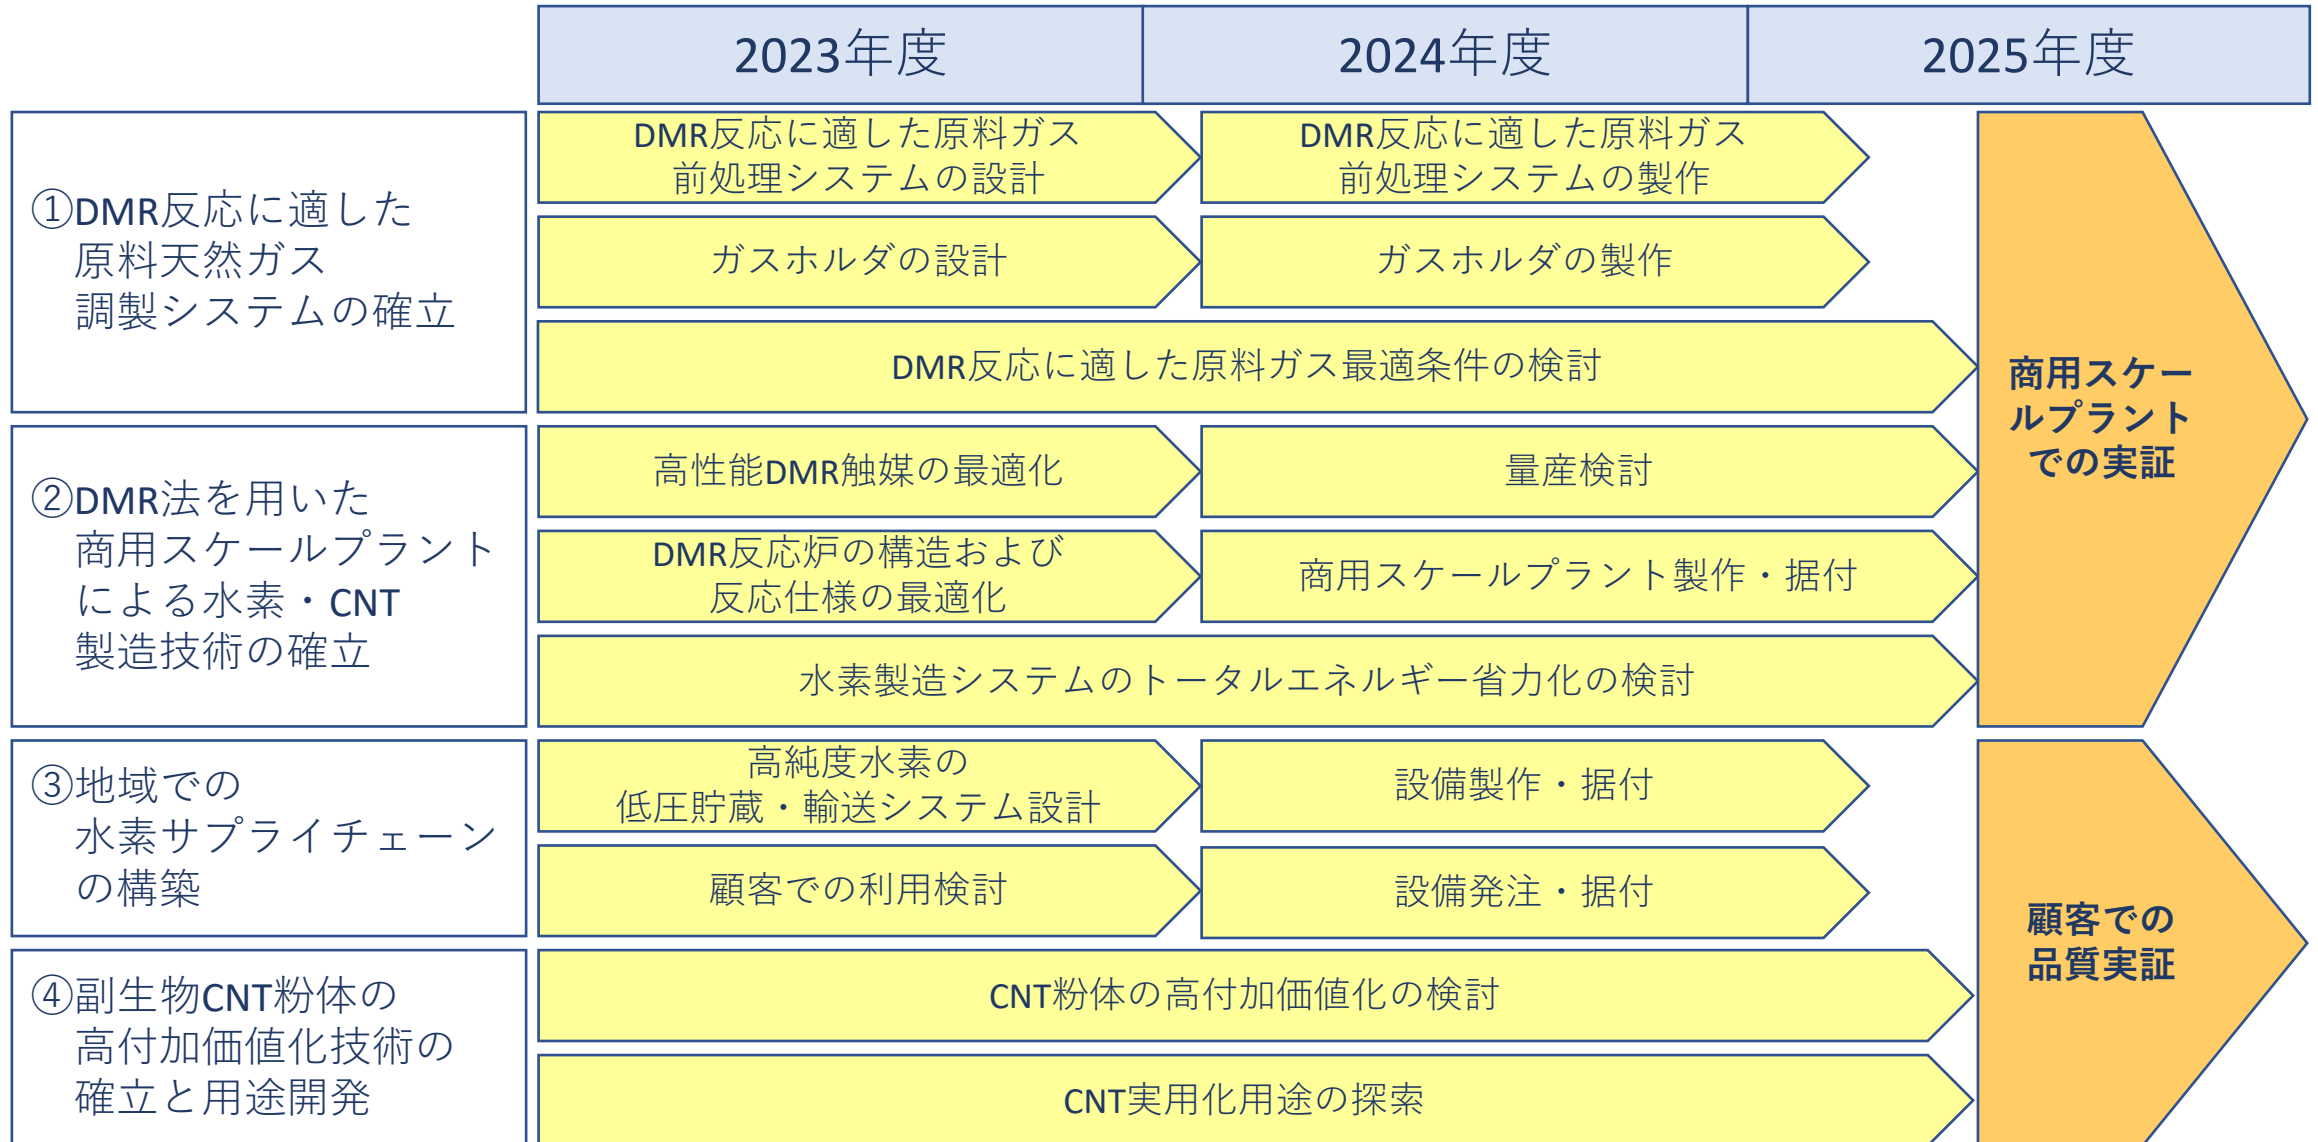 2023年度
2024年度
2025年度
①DMR反応に適した
原料天然ガス
調製システムの確立
DMR反応に適した原料ガス
前処理システムの設計
DMR反応に適した原料ガス
前処理システムの製作
ガスホルダの設計
ガスホルダの製作
DMR反応に適した原料ガス最適条件の検討
②DMR法を用いた
商用スケールプラント
による水素・CNT
製造技術の確立
高性能DMR触媒の最適化
量産検討
DMR反応炉の構造および
反応仕様の最適化
商用スケールプラント製作・据付
水素製造システムのトータルエネルギー省力化の検討
商用スケー
ルプラント
での実証
③地域での
水素サプライチェーン
の構築
高純度水素の
低圧貯蔵・輸送システム設計
設備製作・据付
顧客での利用検討
設備発注・据付
④副生物CNT粉体の
高付加価値化技術の
確立と用途開発
CNT粉体の高付加価値化の検討
CNT実用化用途の探索
顧客での
品質実証